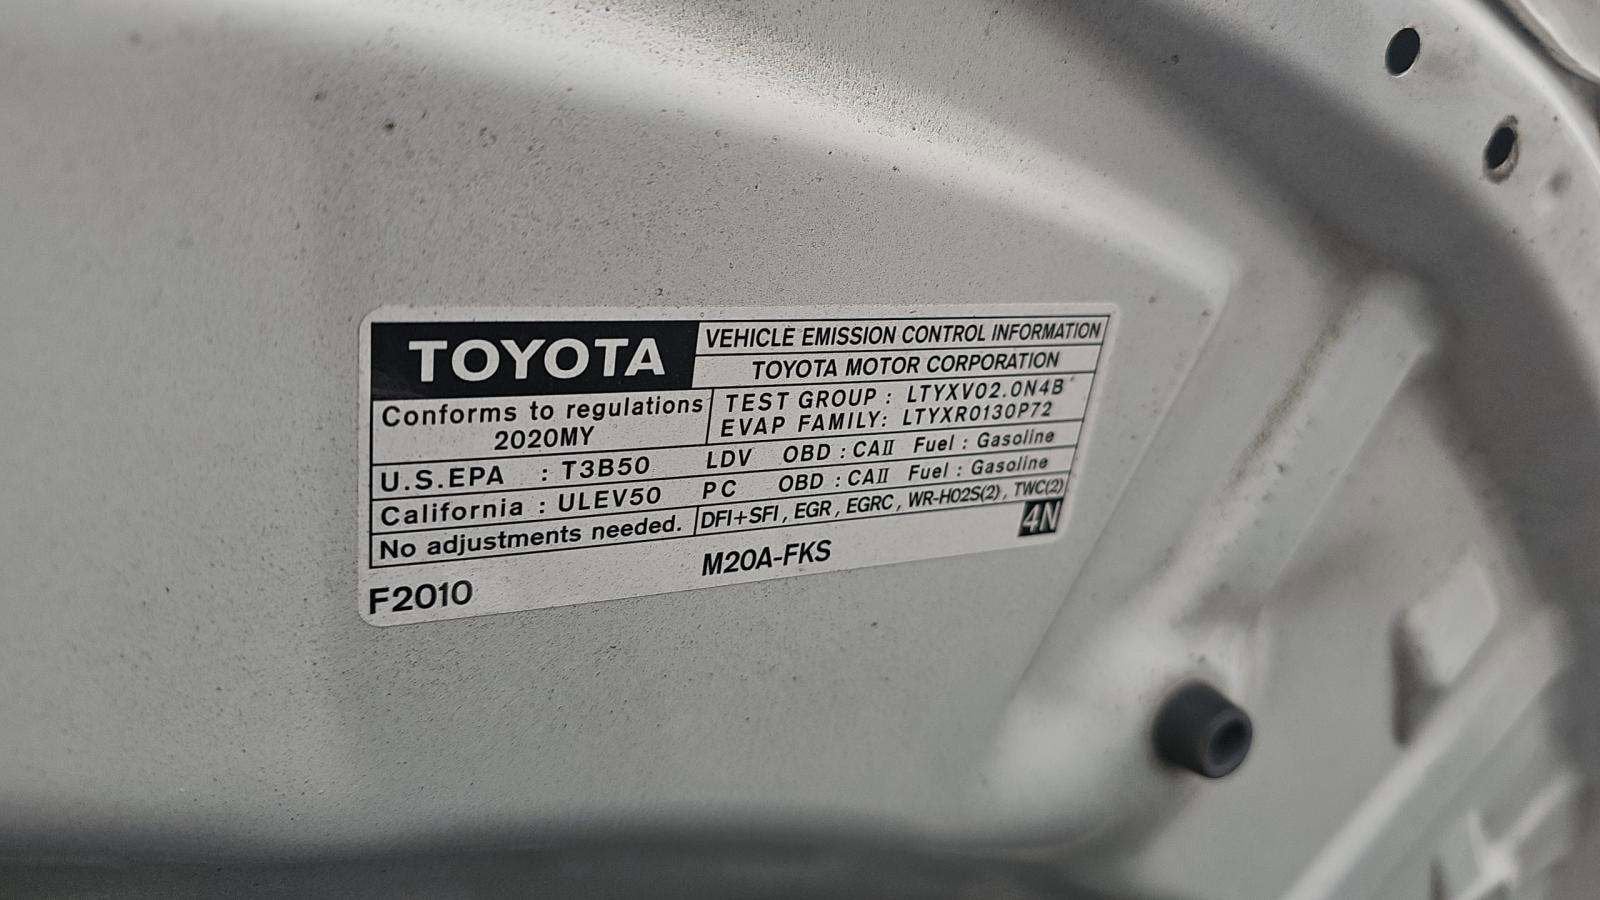 TOYOTA
VEHICLE EMISSION CONTROL INFORMATION
TOYOTA MOTOR CORPORATION
Conforms to regulations
2020MY
TEST GROUP : LTYXV02.0N4B
EVAP FAMILY: LTYXR0130P72
U.S.EPA : T3B50 LDV OBD : CAII Fuel : Gasoline
California : ULEV50 PC OBD : CAII Fuel : Gasoline
No adjustments needed. DFI+SFI, EGR, EGRC, WR-HO2S(2), TWC(2)
4N
M20A-FKS
F2010